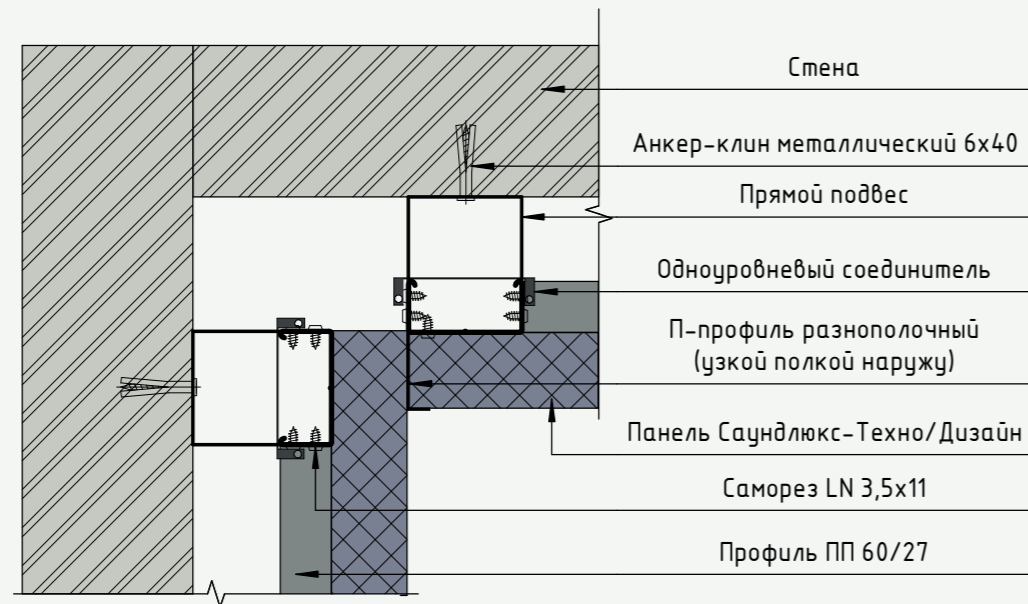 Стена
Анкер-клин металлический 6х40
Прямой подвес
Одноуровневый соединитель
П-профиль разнополочный
(узкой полкой наружу)
Панель Саундлюкс-Техно/Дизайн
Саморез LN 3,5х11
Профиль ПП 60/27